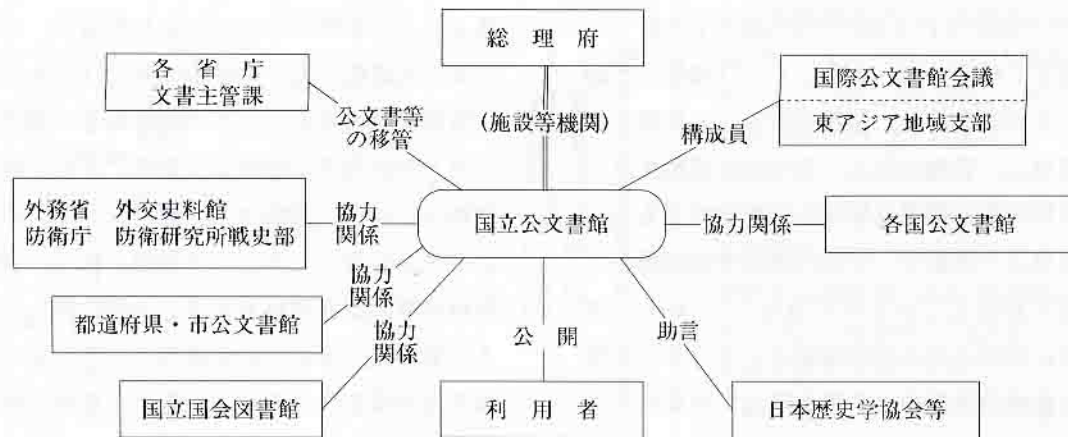 総理府
各省庁
文書主管課
国際公文書館会議
東アジア地域支部
公文書等
の移管
(施設等機関)
構成員
外務省 外交史料館
防衛庁 防衛研究所戦史部
協力
関係
国立公文書館
協力関係
各国公文書館
協力
関係
都道府県・市公文書館
協力
関係
公開
助言
国立国会図書館
利用者
日本歴史学協会等